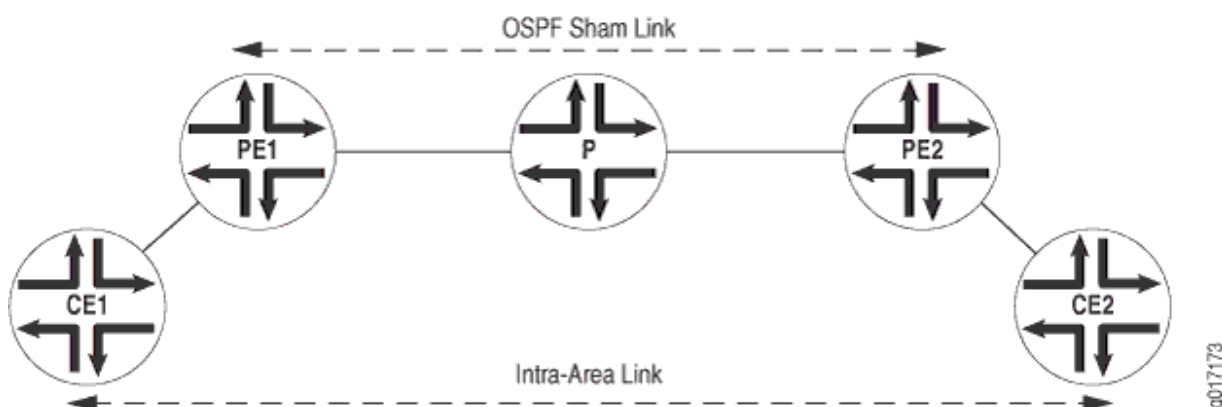 OSPF Sham Link
PE1
P
PE2
CE1
CE2
Intra-Area Link
g017173